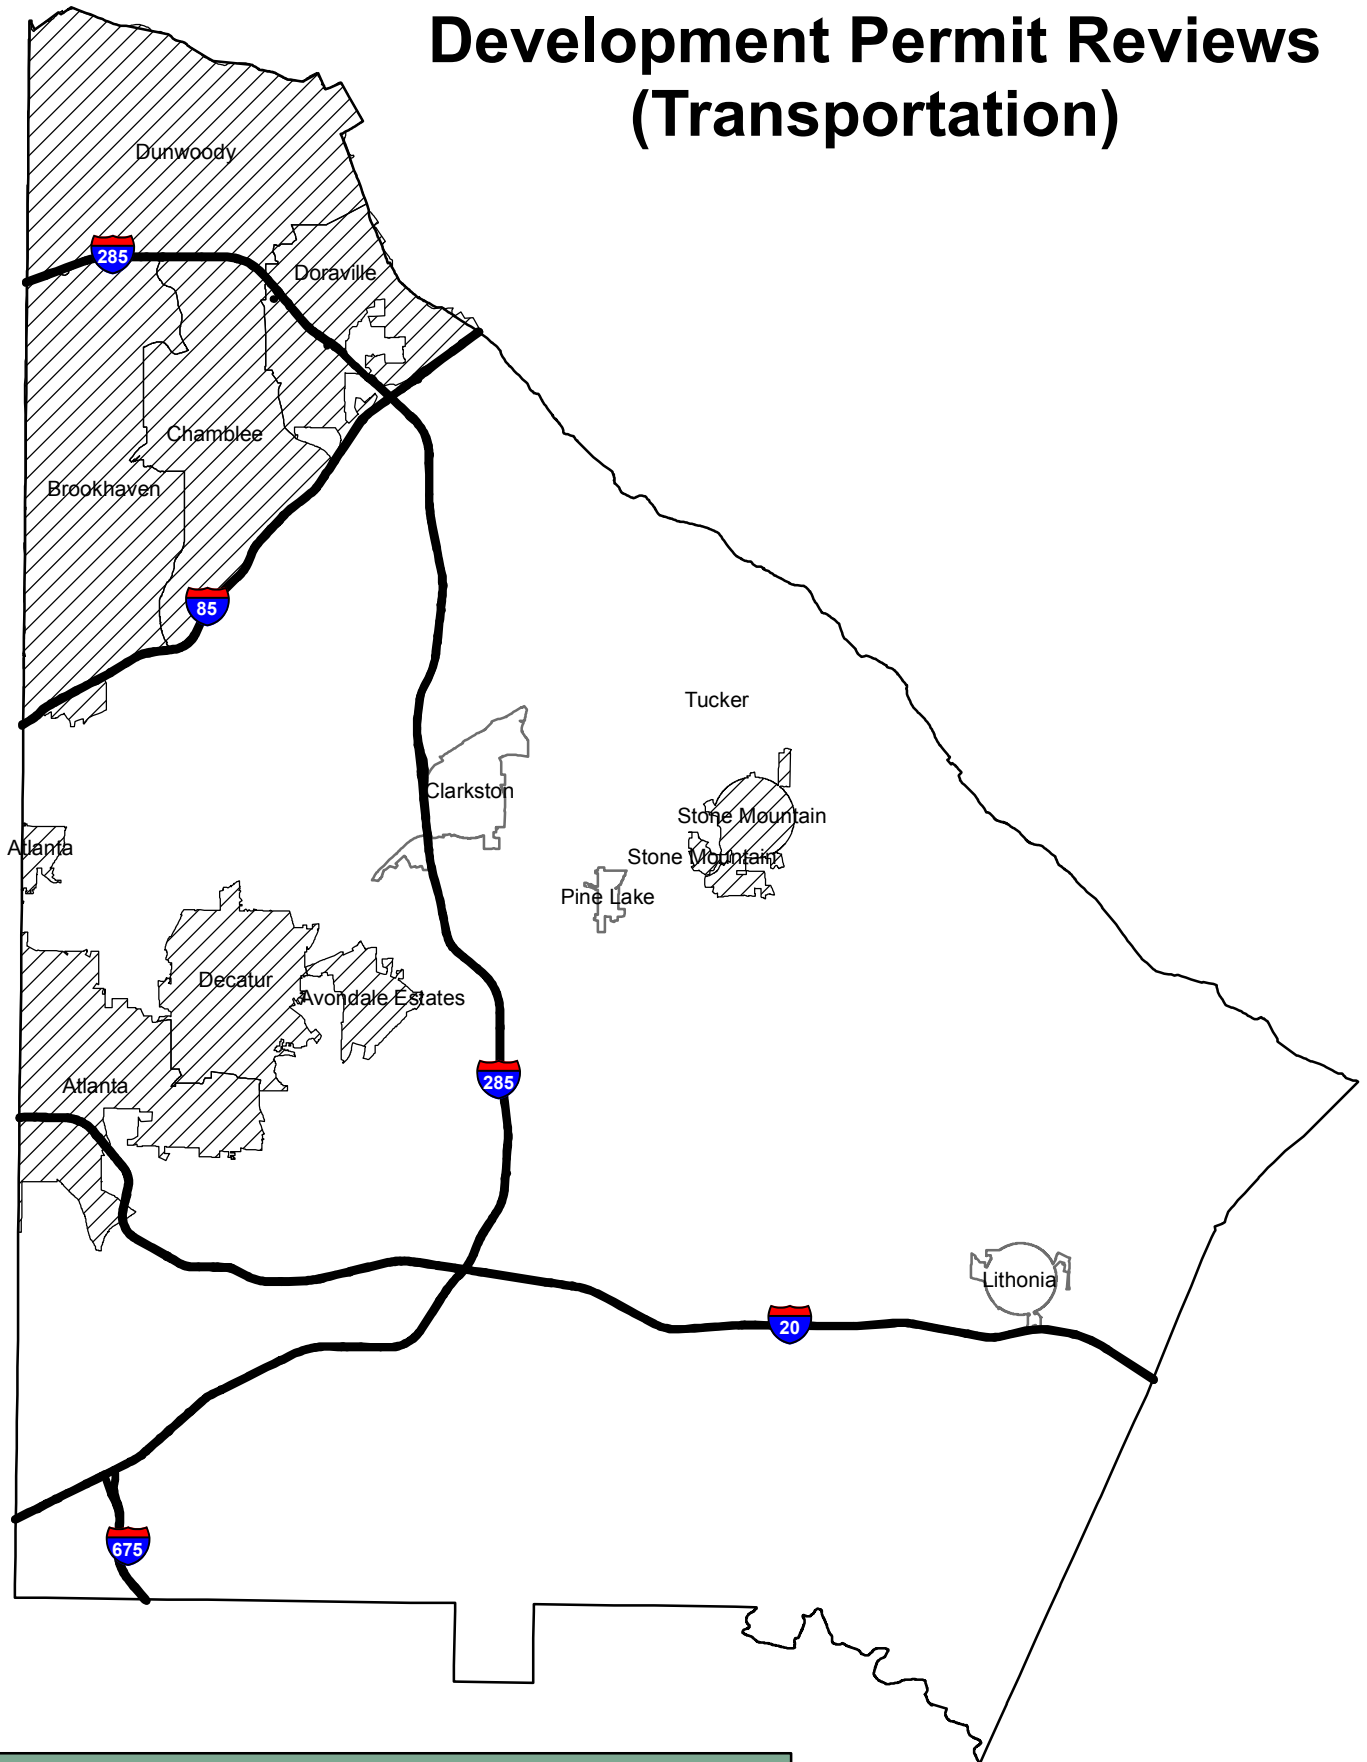 Development Permit Reviews
(Transportation)
Dunwoody
285
Doraville
Chamblee
Brookhaven
85
Tucker
Clarkston
Stone Mountain
Atlanta
Stone Mountain
Pine Lake
Decatur
Avondale Estates
285
Atlanta
Lithonia
20
675